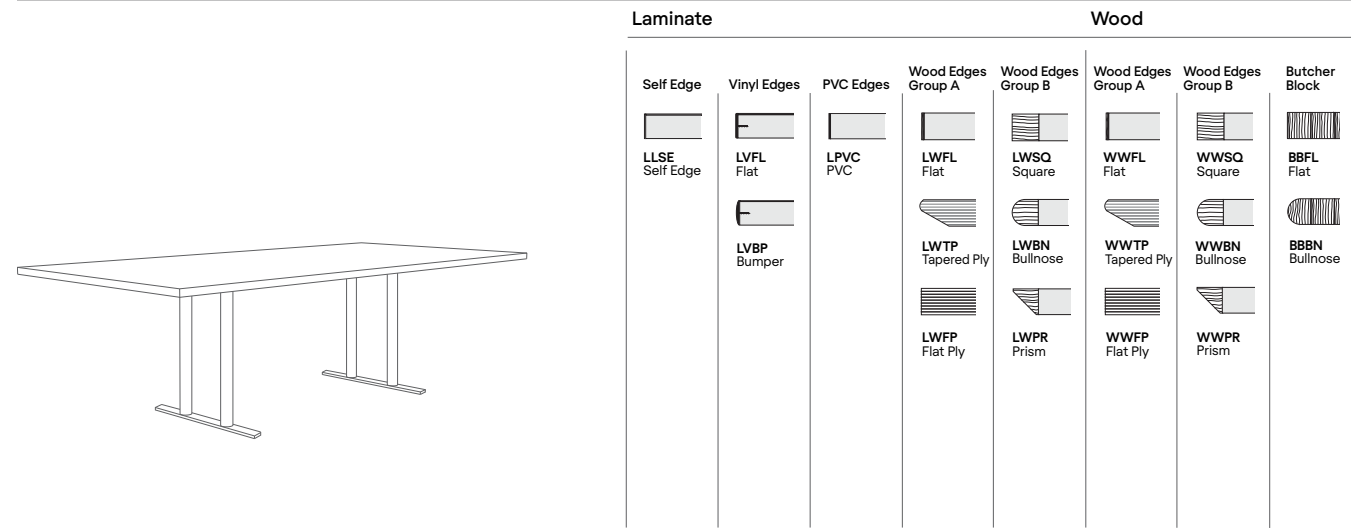 Laminate
Wood
Self Edge
LLSE
Self Edge
Vinyl Edges
LVFL
Flat
LVBP
Bumper
PVC Edges
LPVC
PVC
Wood Edges
Group A
LWFL
Flat
LWTP
Tapered Ply
LWFP
Flat Ply
Wood Edges
Group B
LWSQ
Square
LWBN
Bullnose
LWPR
Prism
Wood Edges
Group A
WWFL
Flat
WWTP
Tapered Ply
WWFP
Flat Ply
Wood Edges
Group B
WWSQ
Square
WWBN
Bullnose
WWPR
Prism
Butcher
Block
BBFL
Flat
BBBN
Bullnose